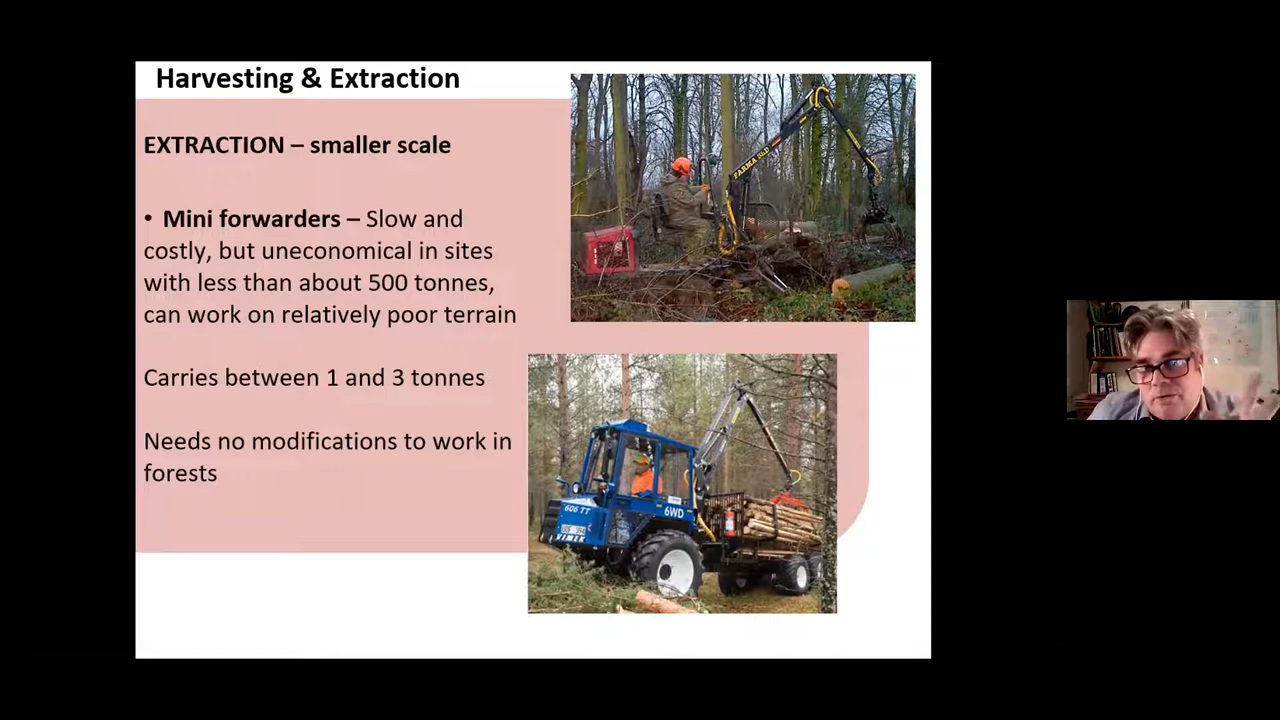 Harvesting & Extraction
EXTRACTION – smaller scale
• Mini forwarders – Slow and
costly, but uneconomical in sites
with less than about 500 tonnes,
can work on relatively poor terrain
Carries between 1 and 3 tonnes
Needs no modifications to work in
forests
FARMA
606 TT
VIMEK
6WD